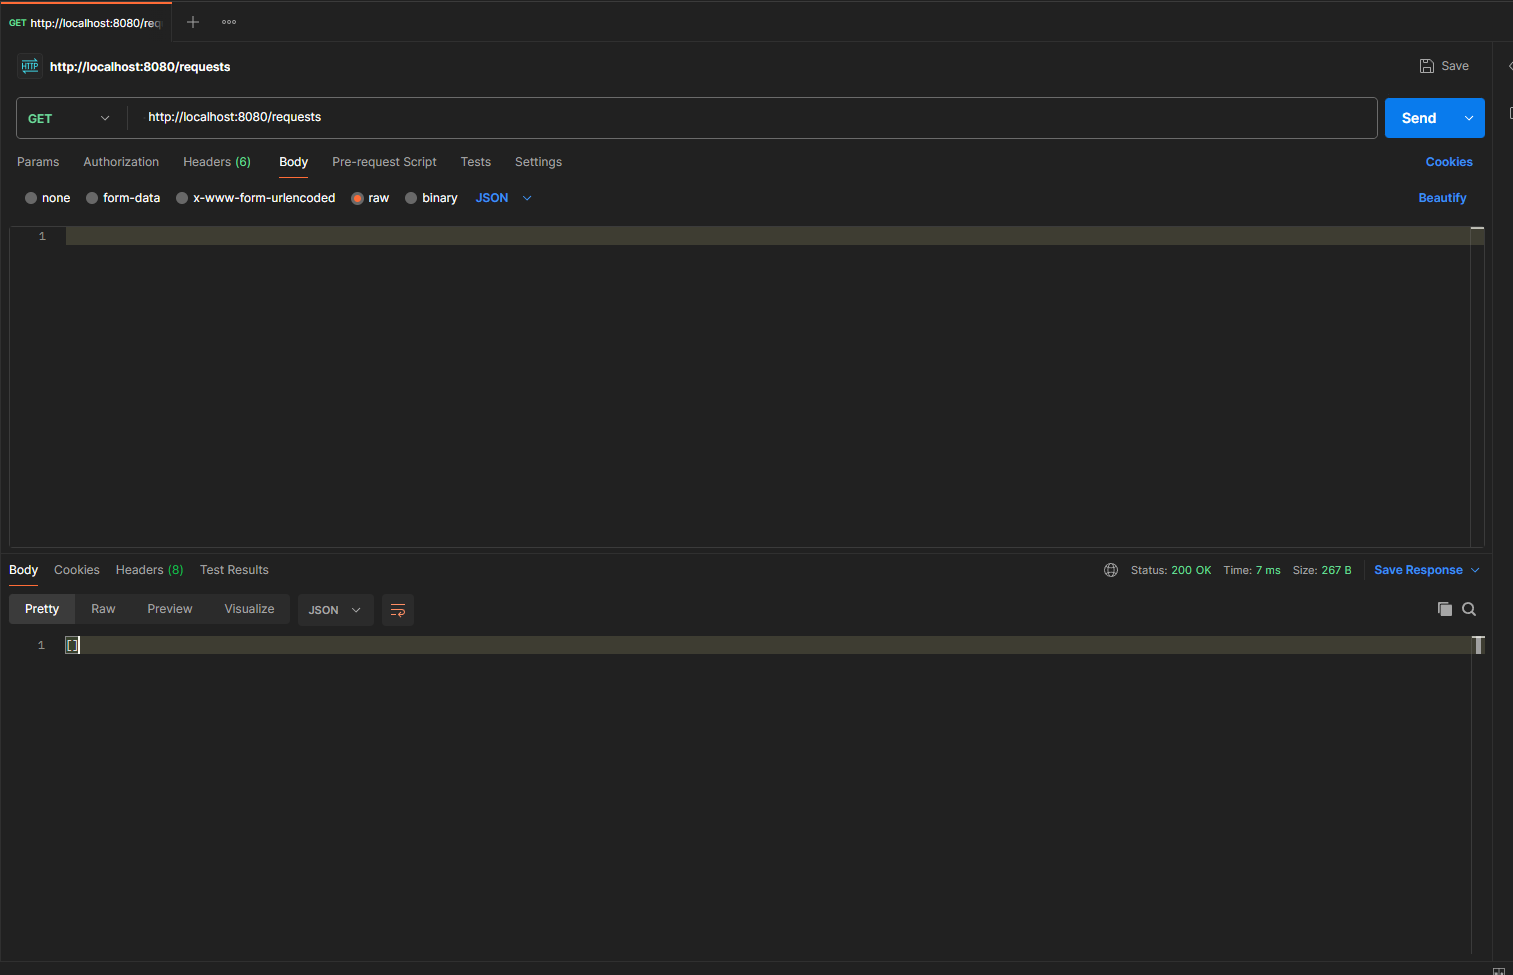 GET http://localhost:8080/req
HTTP http://localhost:8080/requests Save
GET http://localhost:8080/requests Send
Params Authorization Headers (6) Body Pre-request Script Tests Settings Cookies
none form-data x-www-form-urlencoded raw binary JSON Beautify
1
Body Cookies Headers (8) Test Results Status: 200 OK Time: 7 ms Size: 267 B Save Response
Pretty Raw Preview Visualize JSON
1 []